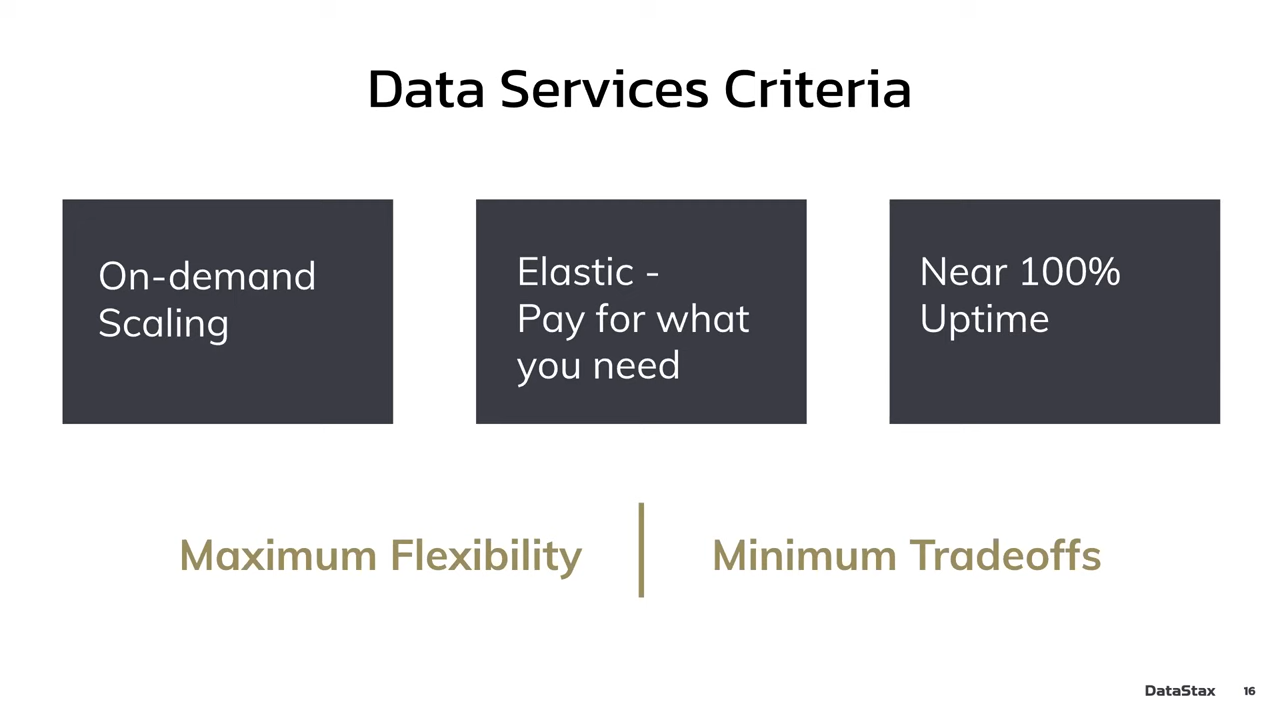 Data Services Criteria
On-demand
Scaling
Elastic -
Pay for what
you need
Near 100%
Uptime
Maximum Flexibility
Minimum Tradeoffs
DataStax
16